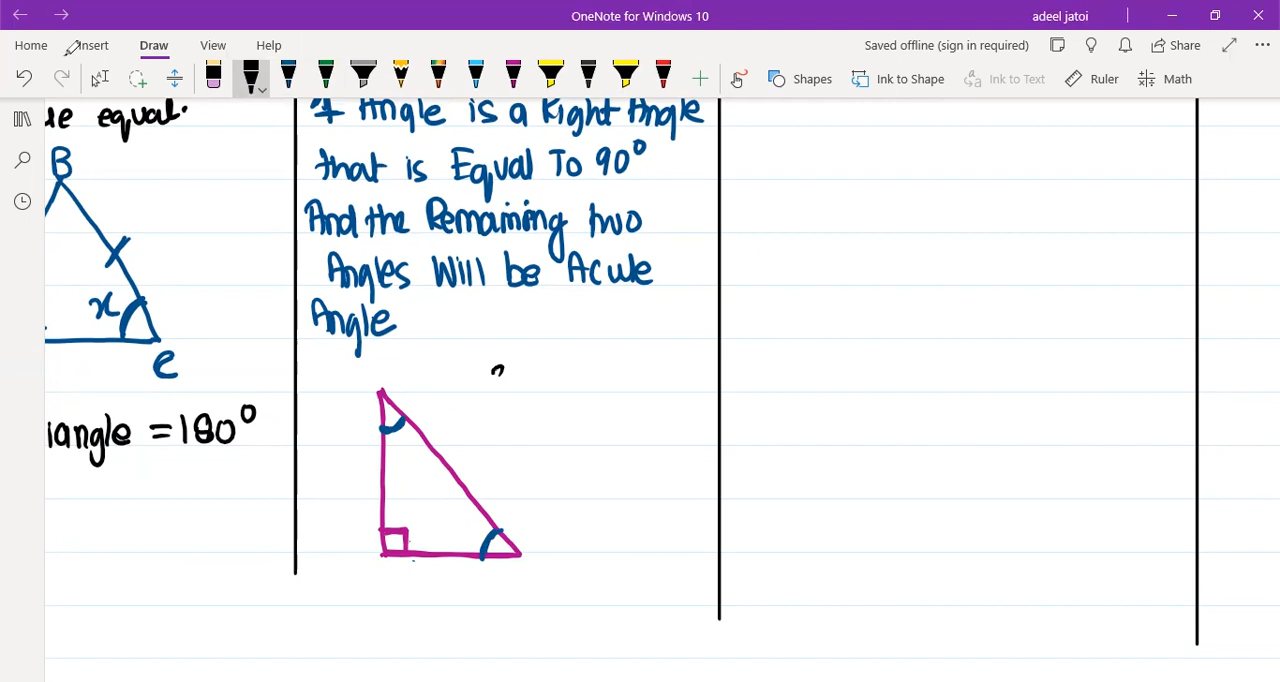 OneNote for Windows 10
adeel jatoi
Home
Insert
Draw
View
Help
Saved offline (sign in required)
Share
Shapes
Ink to Shape
Ink to Text
Ruler
Math
equal.
B
x
C
iangle = 180°
1 Angle is a Right Angle
that is Equal To 90°
And the Remaining two
Angles Will be Acute
Angle